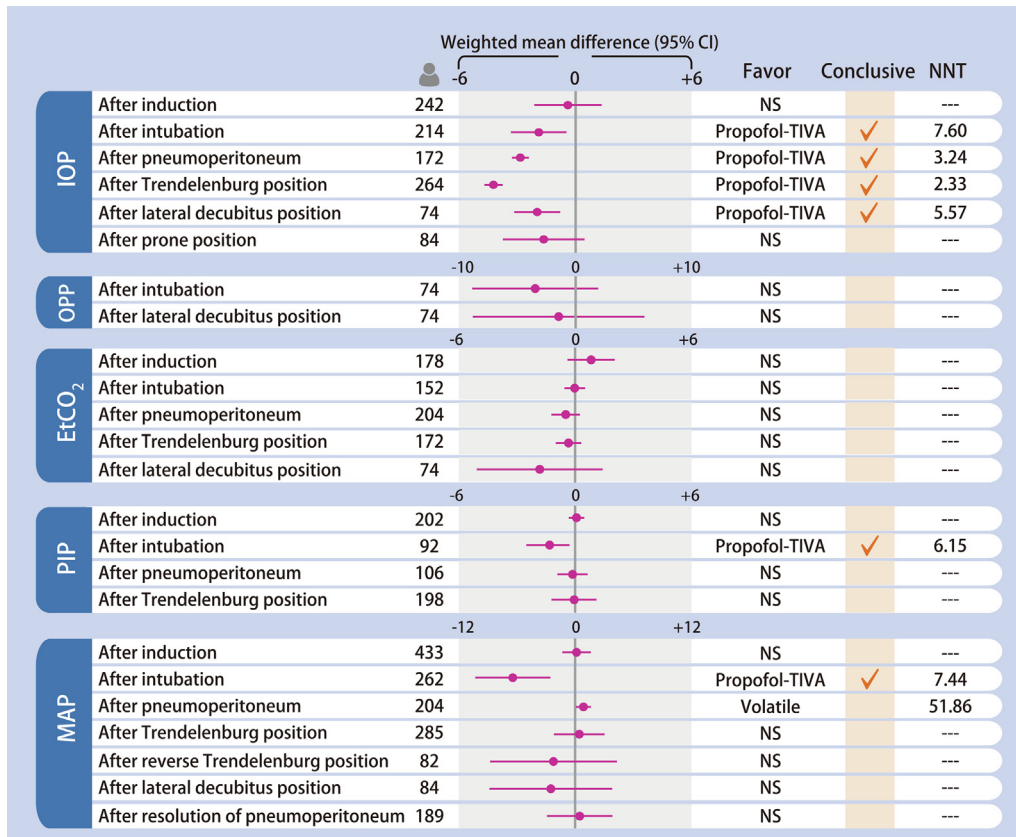 Weighted mean difference (95% CI)
-6 0 +6 Favor Conclusive NNT
IOP
After induction 242 NS ---
After intubation 214 Propofol-TIVA ✓ 7.60
After pneumoperitoneum 172 Propofol-TIVA ✓ 3.24
After Trendelenburg position 264 Propofol-TIVA ✓ 2.33
After lateral decubitus position 74 Propofol-TIVA ✓ 5.57
After prone position 84 NS ---
-10 0 +10
OPP
After intubation 74 NS ---
After lateral decubitus position 74 NS ---
-6 0 +6
EtCO₂
After induction 178 NS ---
After intubation 152 NS ---
After pneumoperitoneum 204 NS ---
After Trendelenburg position 172 NS ---
After lateral decubitus position 74 NS ---
-6 0 +6
PIP
After induction 202 NS ---
After intubation 92 Propofol-TIVA ✓ 6.15
After pneumoperitoneum 106 NS ---
After Trendelenburg position 198 NS ---
-12 0 +12
MAP
After induction 433 NS ---
After intubation 262 Propofol-TIVA ✓ 7.44
After pneumoperitoneum 204 Volatile 51.86
After Trendelenburg position 285 NS ---
After reverse Trendelenburg position 82 NS ---
After lateral decubitus position 84 NS ---
After resolution of pneumoperitoneum 189 NS ---